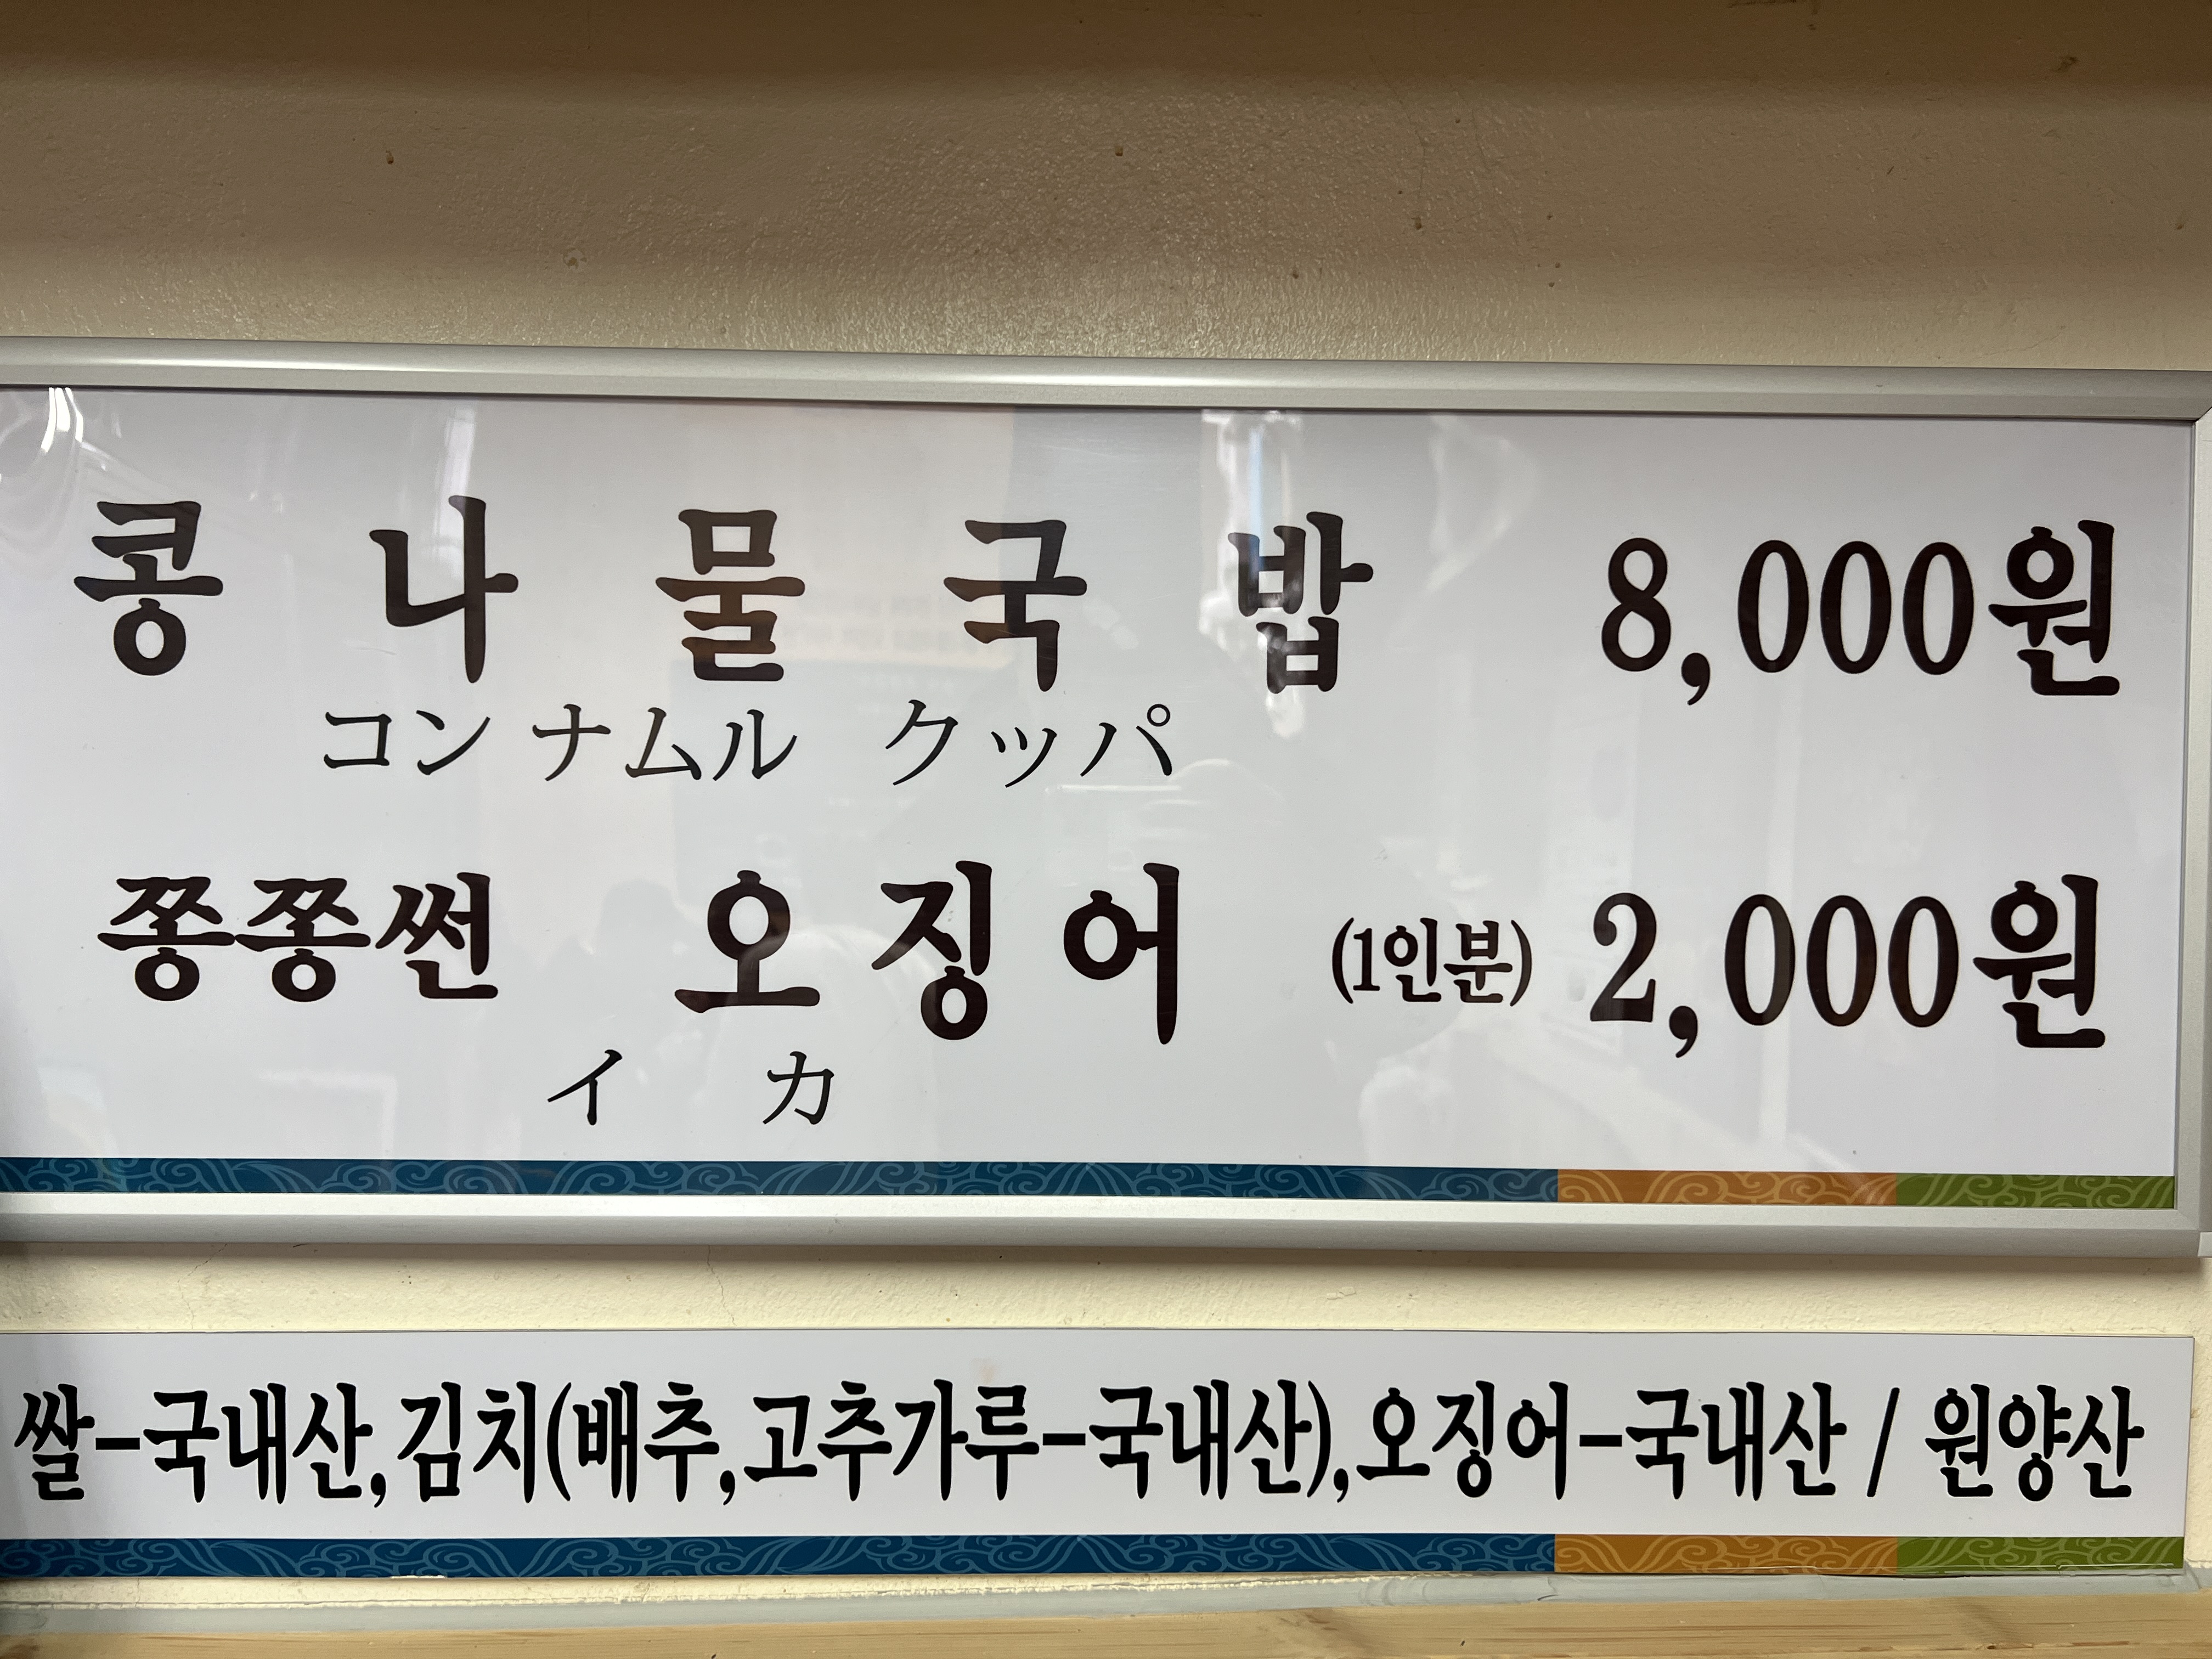 콩나물국밥 8,000원
コンナムル クッパ
쫑쫑썬 오징어 (1인분) 2,000원
イカ
쌀-국내산,김치(배추,고추가루-국내산),오징어-국내산 / 원양산